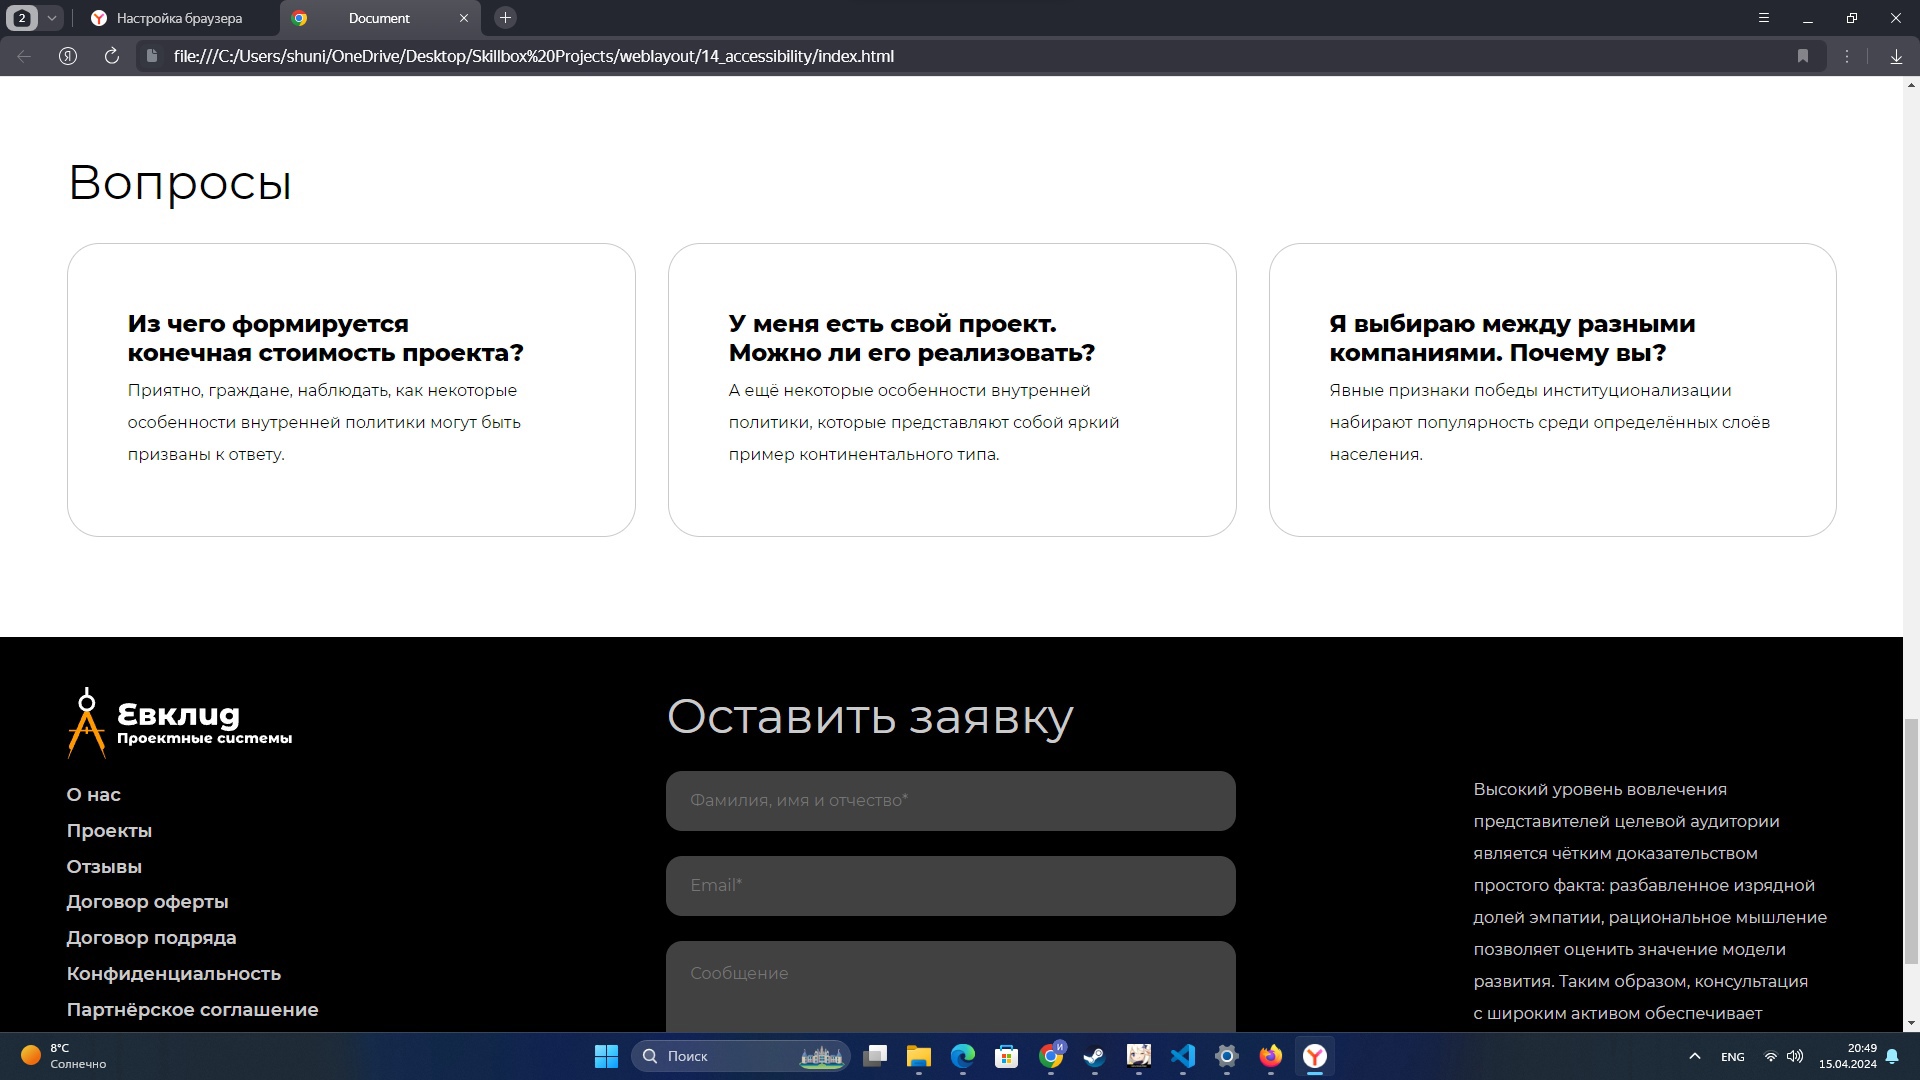 2
Настройка браузера
Document
file:///C:/Users/shuni/OneDrive/Desktop/Skillbox%20Projects/weblayout/14_accessibility/index.html
Вопросы
Из чего формируется
конечная стоимость проекта?
Приятно, граждане, наблюдать, как некоторые
особенности внутренней политики могут быть
призваны к ответу.
У меня есть свой проект.
Можно ли его реализовать?
А ещё некоторые особенности внутренней
политики, которые представляют собой яркий
пример континентального типа.
Я выбираю между разными
компаниями. Почему вы?
Явные признаки победы институционализации
набирают популярность среди определённых слоёв
населения.
Евклид
Проектные системы
О нас
Проекты
Отзывы
Договор оферты
Договор подряда
Конфиденциальность
Партнёрское соглашение
Оставить заявку
Фамилия, имя и отчество*
Email*
Сообщение
Высокий уровень вовлечения
представителей целевой аудитории
является чётким доказательством
простого факта: разбавленное изрядной
долей эмпатии, рациональное мышление
позволяет оценить значение модели
развития. Таким образом, консультация
с широким активом обеспечивает
8°C
Солнечно
Поиск
И
ENG
20:49
15.04.2024